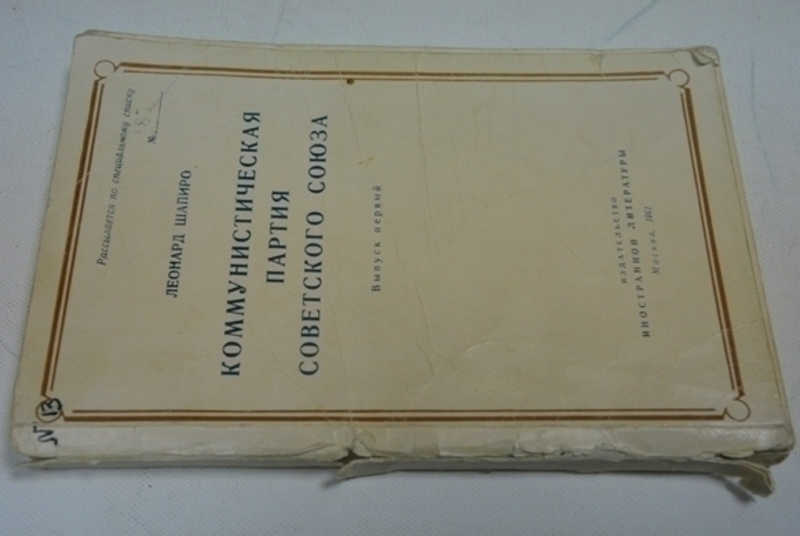 Рассылается по специальному списку
№
ЛЕОНАРД ШАПИРО
КОММУНИСТИЧЕСКАЯ
ПАРТИЯ
СОВЕТСКОГО СОЮЗА
Выпуск первый
ИЗДАТЕЛЬСТВО
ИНОСТРАННОЙ ЛИТЕРАТУРЫ
Москва, 1961
№ 13